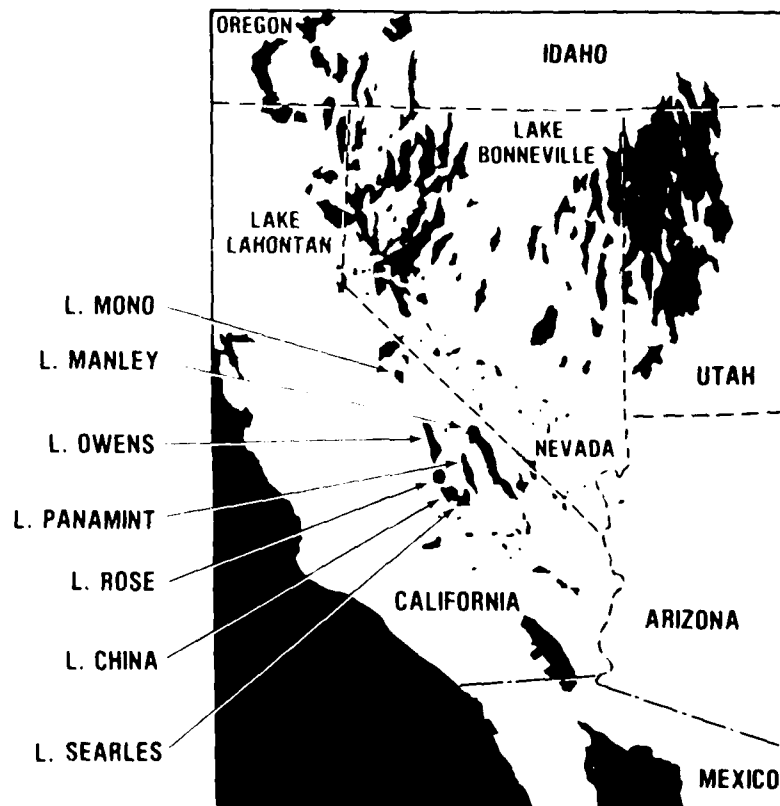 OREGON
IDAHO
LAKE
BONNEVILLE
LAKE
LAHONTAN
L. MONO
L. MANLEY
UTAH
L. OWENS
NEVADA
L. PANAMINT
L. ROSE
CALIFORNIA
ARIZONA
L. CHINA
L. SEARLES
MEXICO